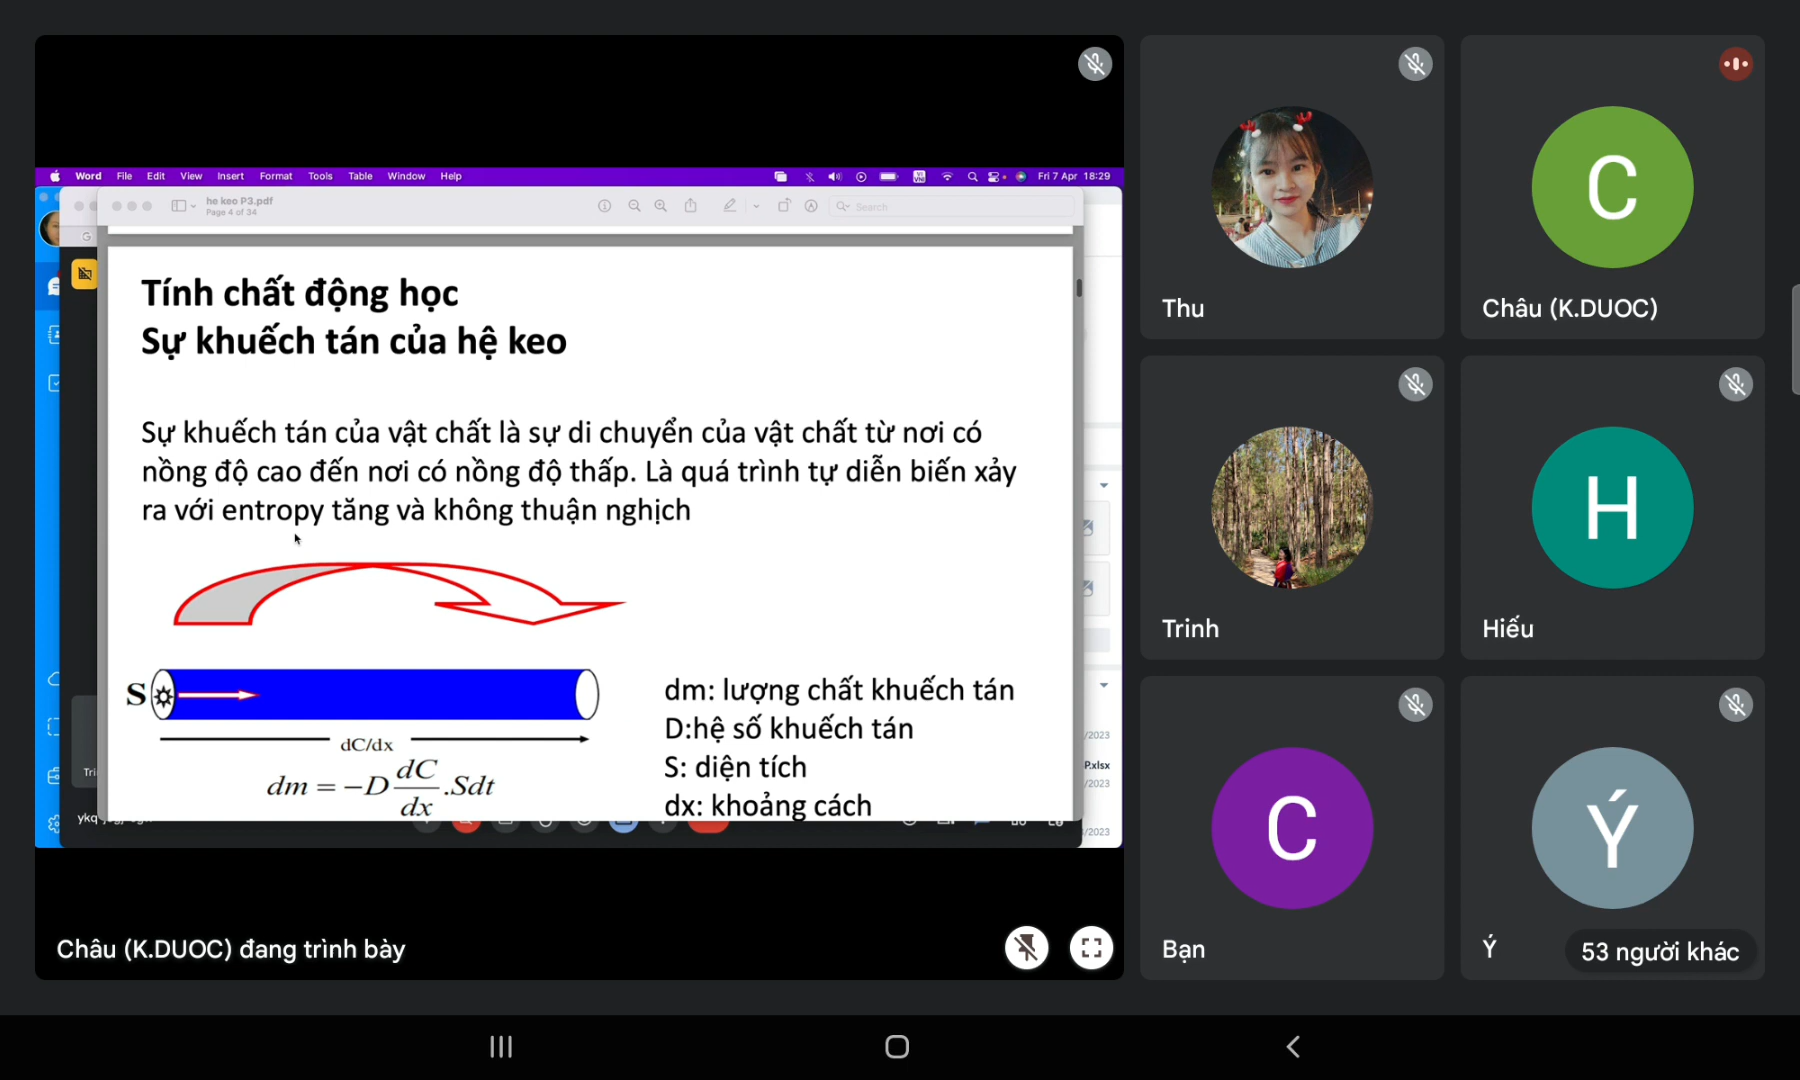 Word File Edit View Insert Format Tools Table Window Help
Fri 7 Apr 18:29
he keo P3.pdf
Page 4 of 34
Search
G
Tính chất động học
Sự khuếch tán của hệ keo
Sự khuếch tán của vật chất là sự di chuyển của vật chất từ nơi có
nồng độ cao đến nơi có nồng độ thấp. Là quá trình tự diễn biến xảy
ra với entropy tăng và không thuận nghịch
S
dC/dx
dm = −D dC/dx .Sdt
dm: lượng chất khuếch tán
D:hệ số khuếch tán
S: diện tích
dx: khoảng cách
/2023
P.xlsx
/2023
/2023
Tri
Châu (K.DUOC) đang trình bày
Thu
C
Châu (K.DUOC)
Trinh
H
Hiếu
C
Bạn
Ý
Ý
53 người khác